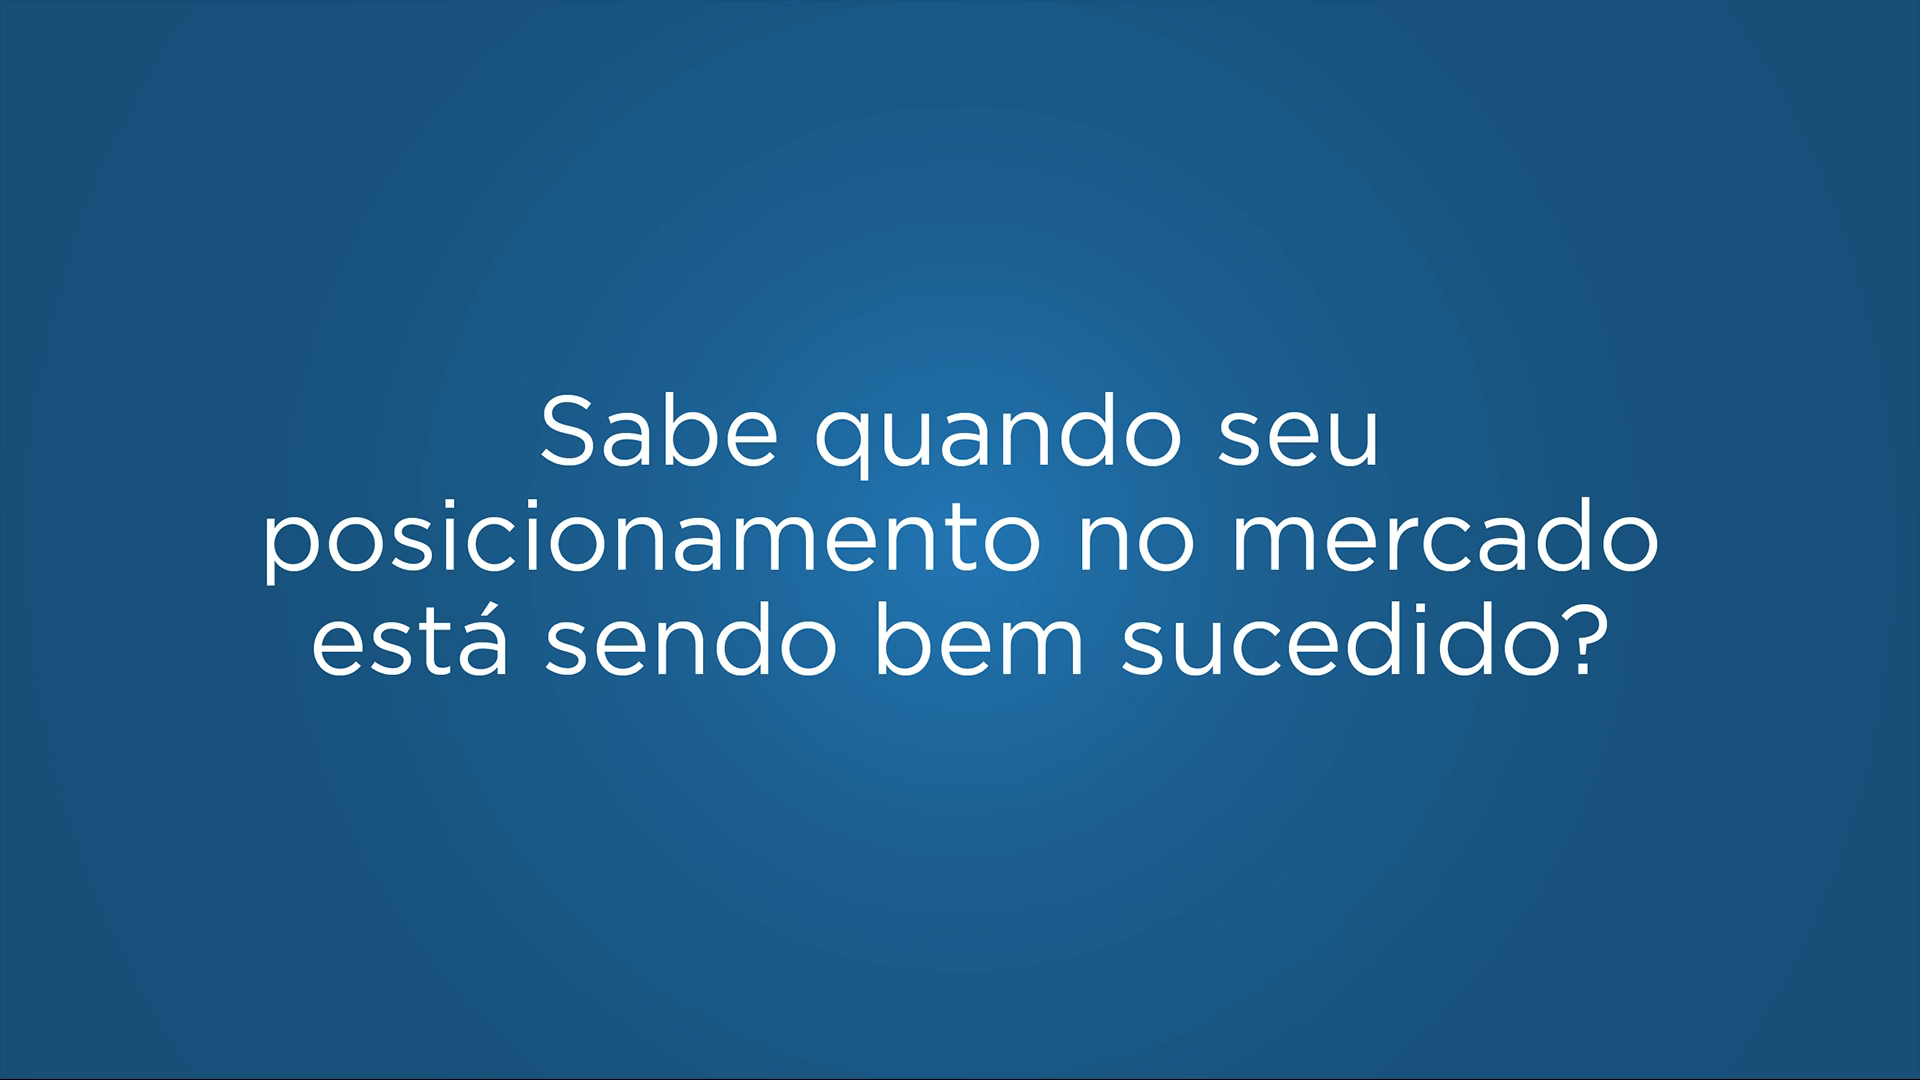 Sabe quando seu
posicionamento no mercado
está sendo bem sucedido?